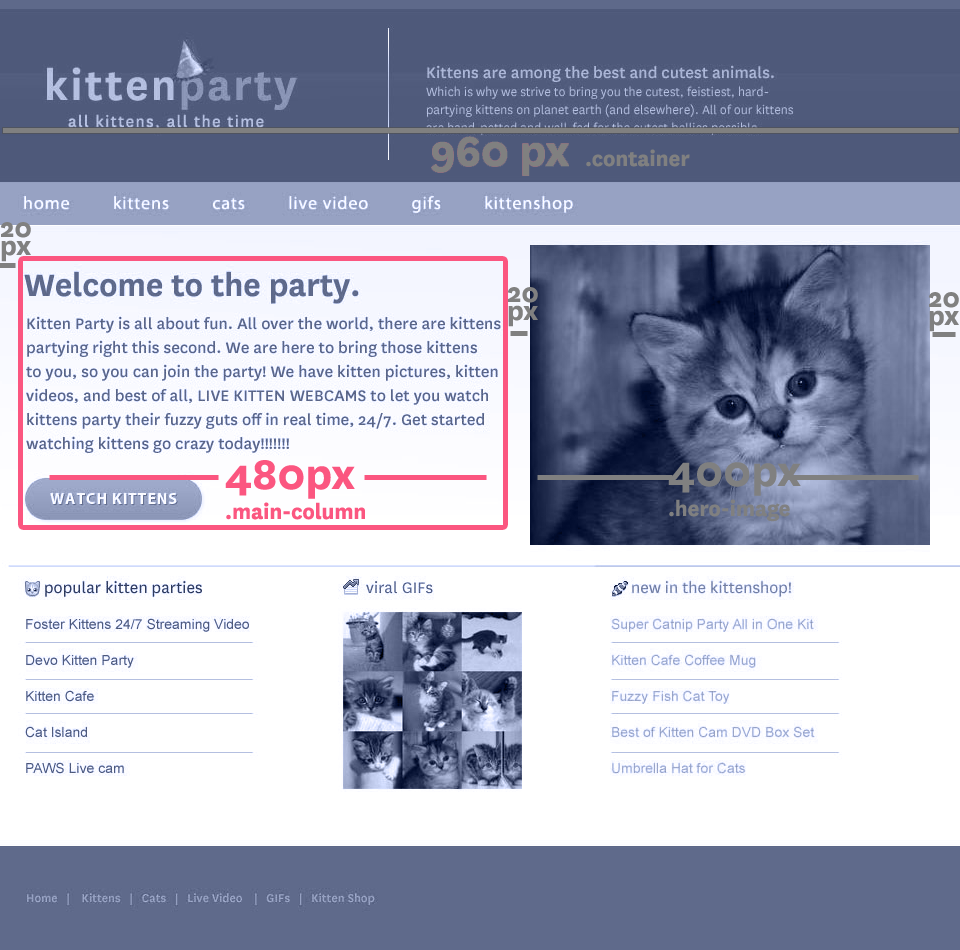 kittenparty
all kittens, all the time
Kittens are among the best and cutest animals.
Which is why we strive to bring you the cutest, feistiest, hard-
partying kittens on planet earth (and elsewhere). All of our kittens
are hand-petted and well-fed for the cutest bellies possible.
960 px .container
home kittens cats live video gifs kittenshop
20
px
Welcome to the party.
Kitten Party is all about fun. All over the world, there are kittens
partying right this second. We are here to bring those kittens
to you, so you can join the party! We have kitten pictures, kitten
videos, and best of all, LIVE KITTEN WEBCAMS to let you watch
kittens party their fuzzy guts off in real time, 24/7. Get started
watching kittens go crazy today!!!!!!!
WATCH KITTENS
480px
.main-column
20
px
400px
.hero-image
20
px
popular kitten parties
Foster Kittens 24/7 Streaming Video
Devo Kitten Party
Kitten Cafe
Cat Island
PAWS Live cam
viral GIFs
new in the kittenshop!
Super Catnip Party All in One Kit
Kitten Cafe Coffee Mug
Fuzzy Fish Cat Toy
Best of Kitten Cam DVD Box Set
Umbrella Hat for Cats
Home | Kittens | Cats | Live Video | GIFs | Kitten Shop